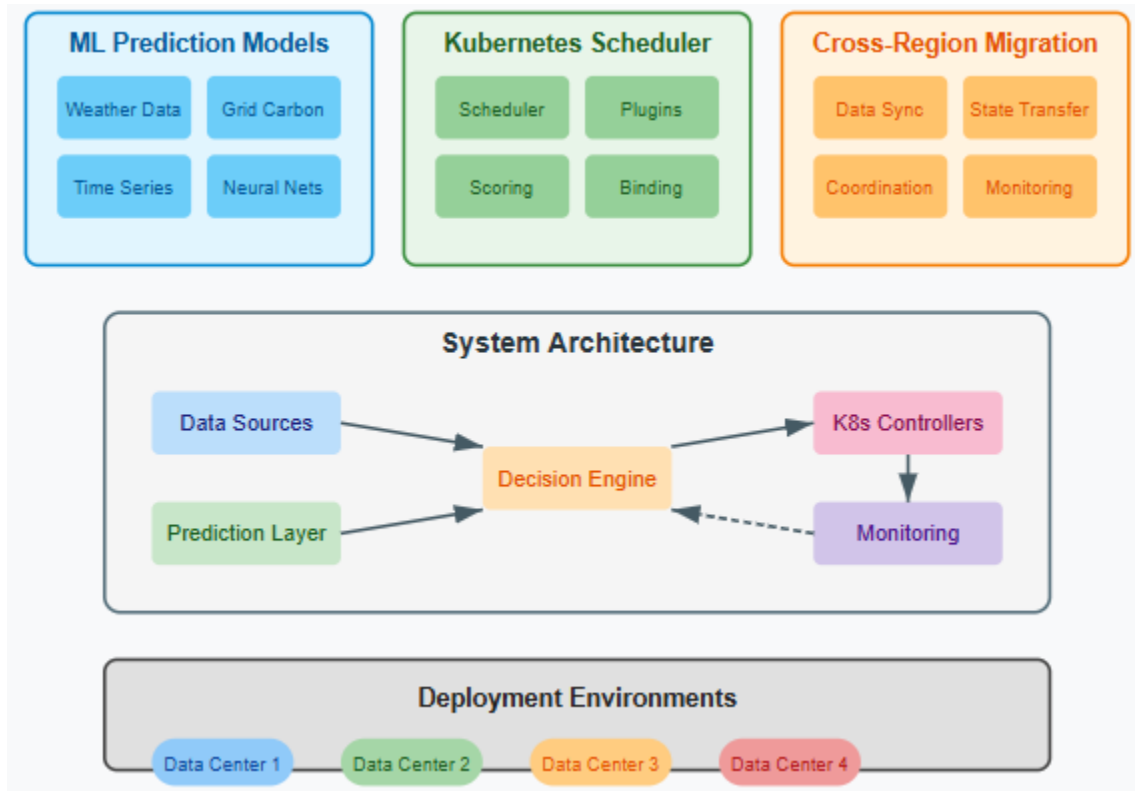 ML Prediction Models
Kubernetes Scheduler
Cross-Region Migration
Weather Data
Grid Carbon
Scheduler
Plugins
Data Sync
State Transfer
Time Series
Neural Nets
Scoring
Binding
Coordination
Monitoring
System Architecture
Data Sources
K8s Controllers
Decision Engine
Prediction Layer
Monitoring
Deployment Environments
Data Center 1
Data Center 2
Data Center 3
Data Center 4